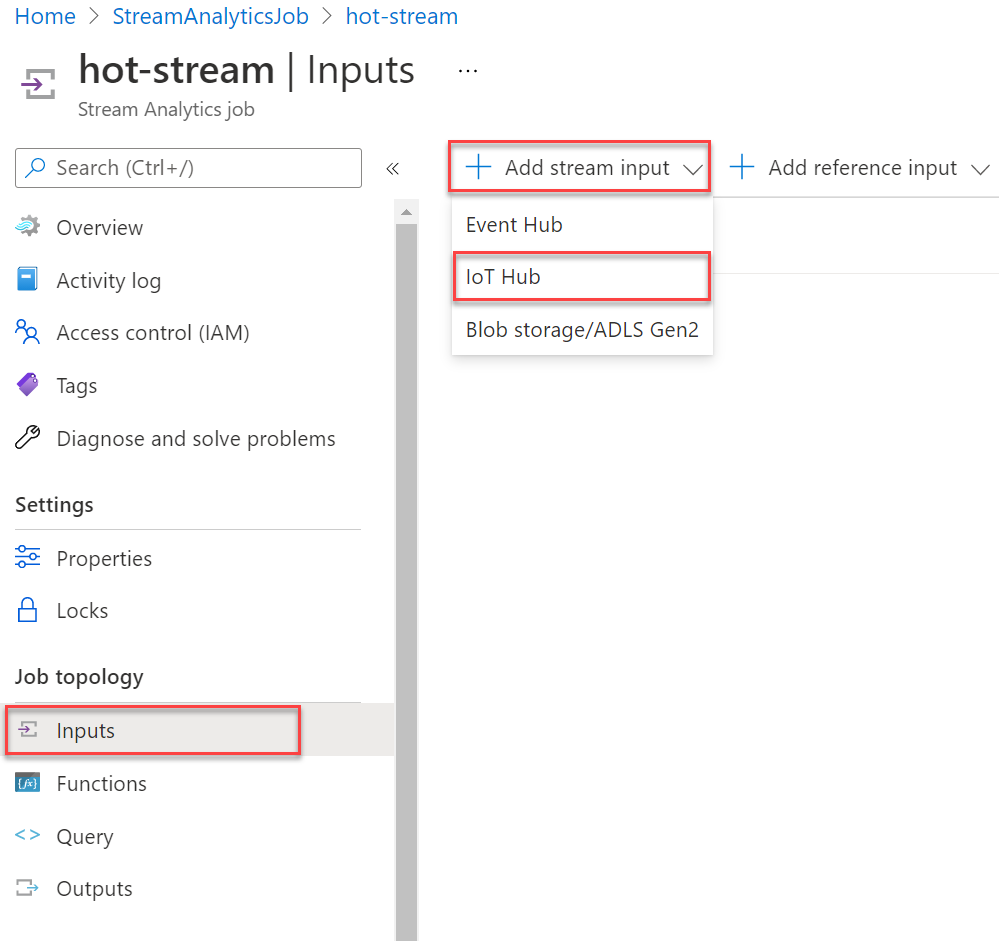 Home > StreamAnalyticsJob > hot-stream
hot-stream | Inputs ...
Stream Analytics job
Search (Ctrl+/) «
+ Add stream input
+ Add reference input
Event Hub
IoT Hub
Blob storage/ADLS Gen2
Overview
Activity log
Access control (IAM)
Tags
Diagnose and solve problems
Settings
Properties
Locks
Job topology
Inputs
Functions
Query
Outputs